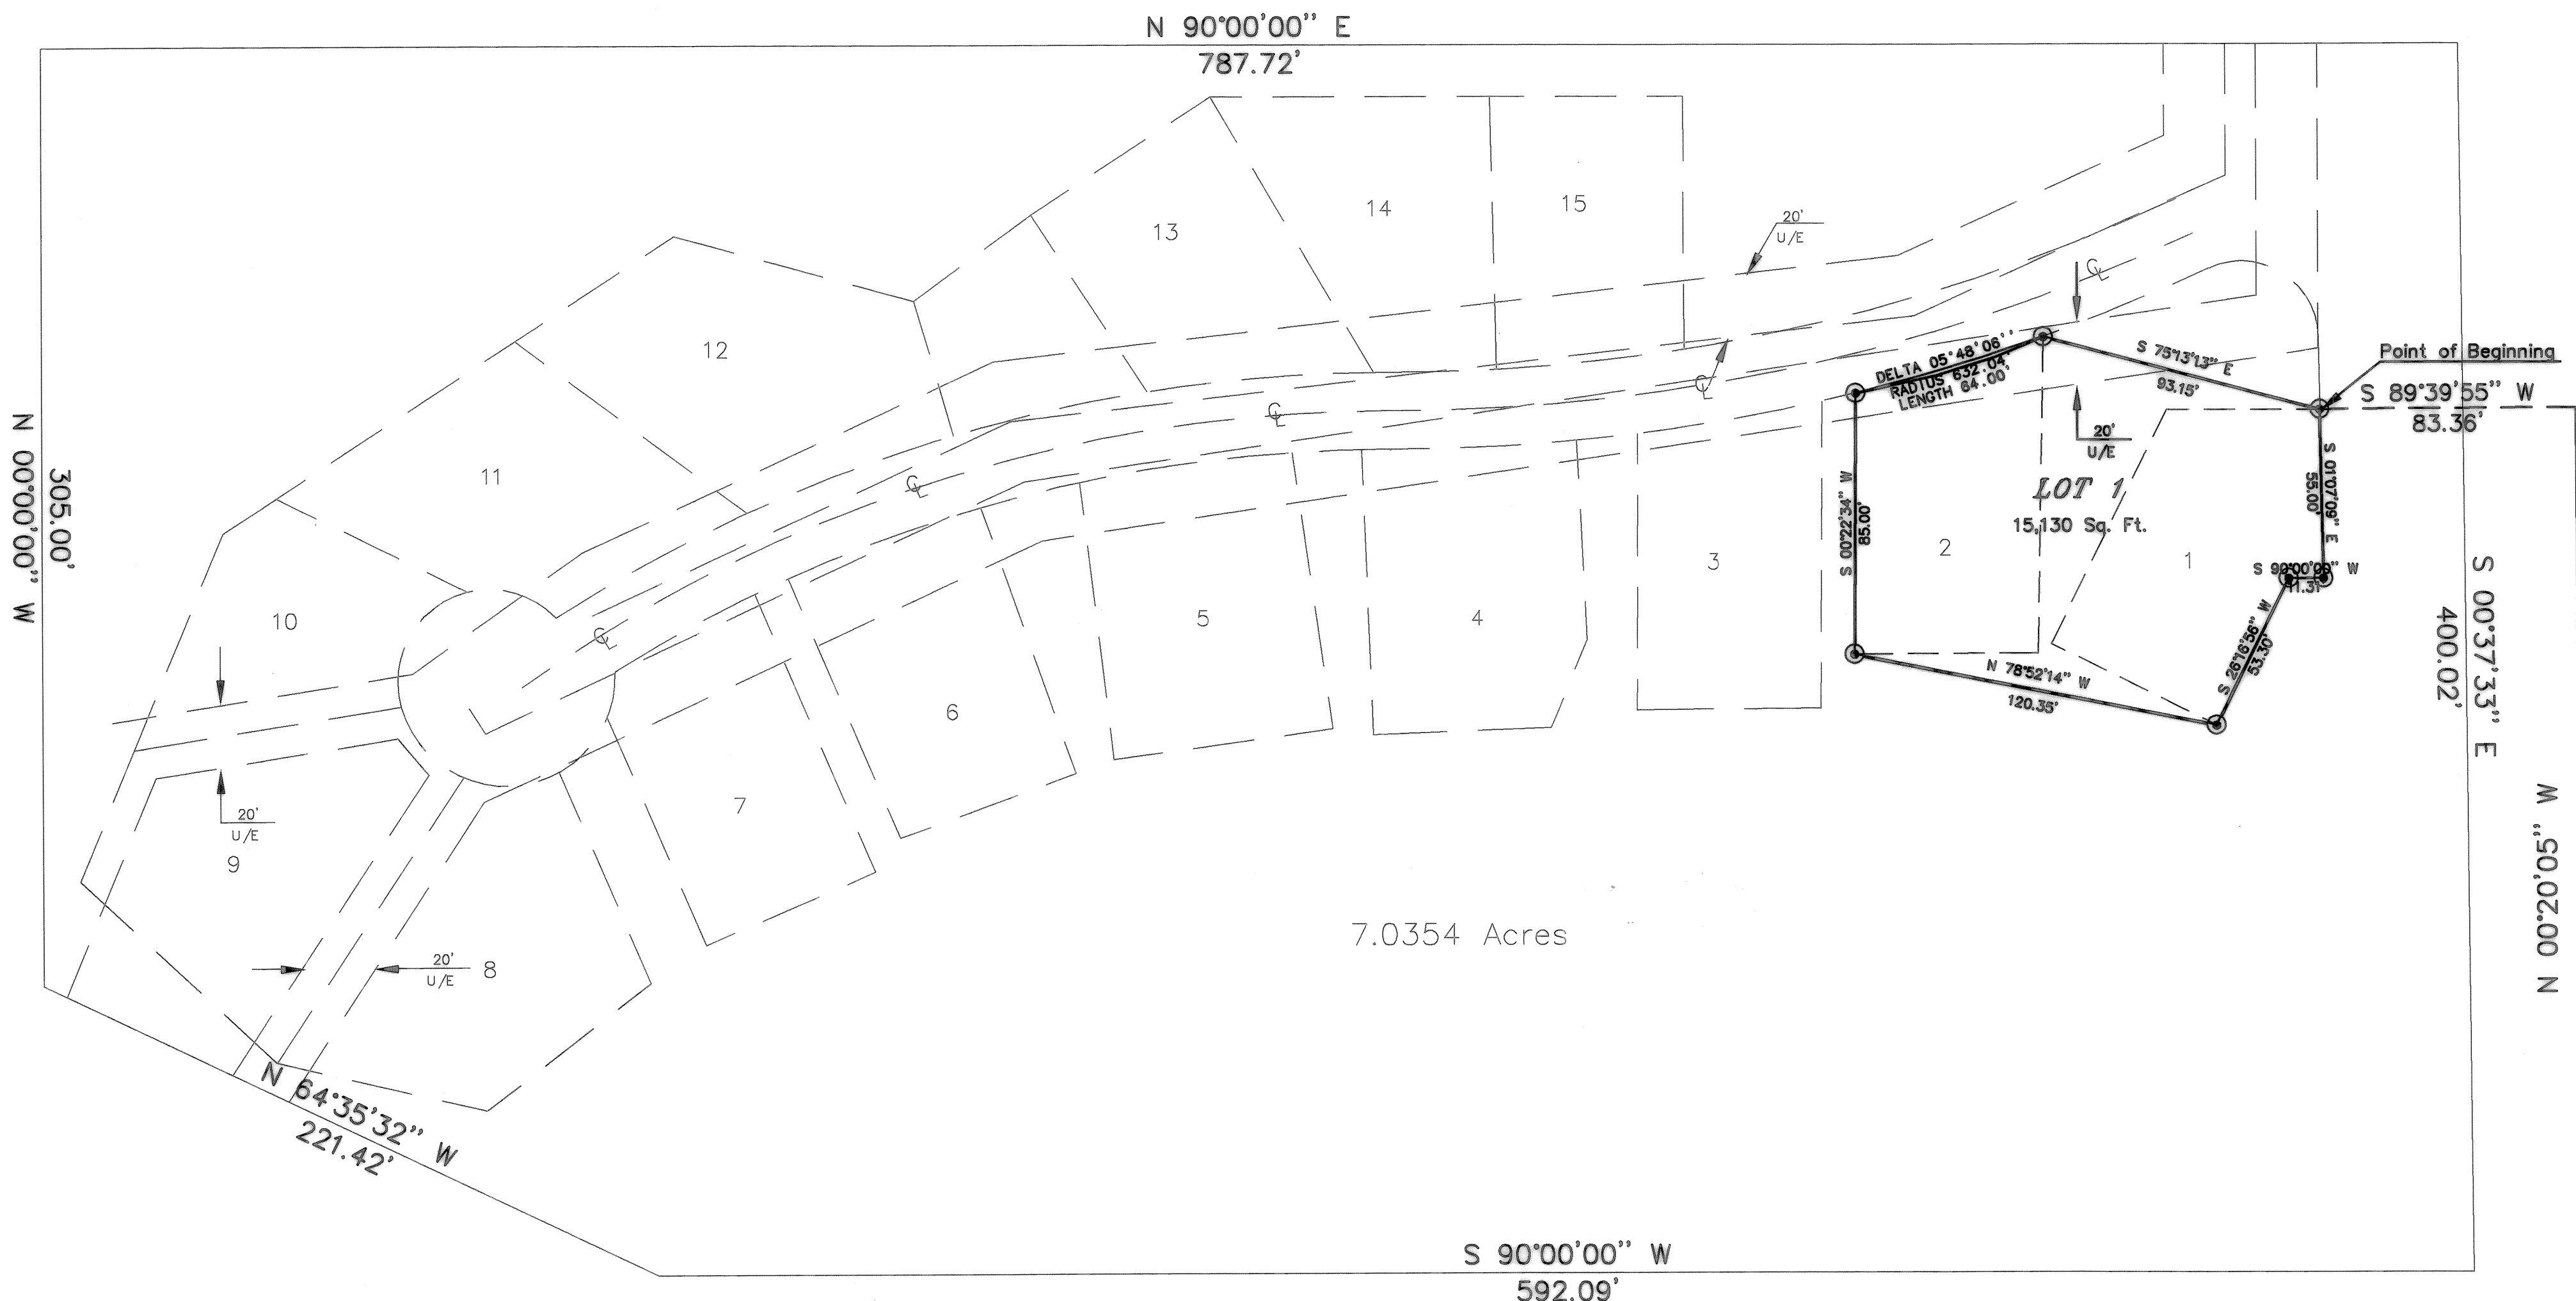 N 90°00'00" E
787.72'
14
15
13
20'
U/E
℄
12
DELTA 05°48'06''
RADIUS 632.04'
LENGTH 64.00'
S 75°13'13" E
93.15'
Point of Beginning
S 89°39'55" W
83.36'
℄
℄
20'
U/E
N 00°00'00" W
305.00'
11
℄
S 00°22'34" W
85.00'
LOT 1
15,130 Sq. Ft.
S 01°07'09" E
55.00'
10
℄
5
4
3
2
1
S 90°00'00" W
11.31'
S 26°16'56" W
53.30'
S 00°37'33" E
400.02'
6
N 78°52'14" W
120.35'
7
20'
U/E
9
N 00°20'05" W
20'
U/E
8
7.0354 Acres
N 64°35'32" W
221.42'
S 90°00'00" W
592.09'